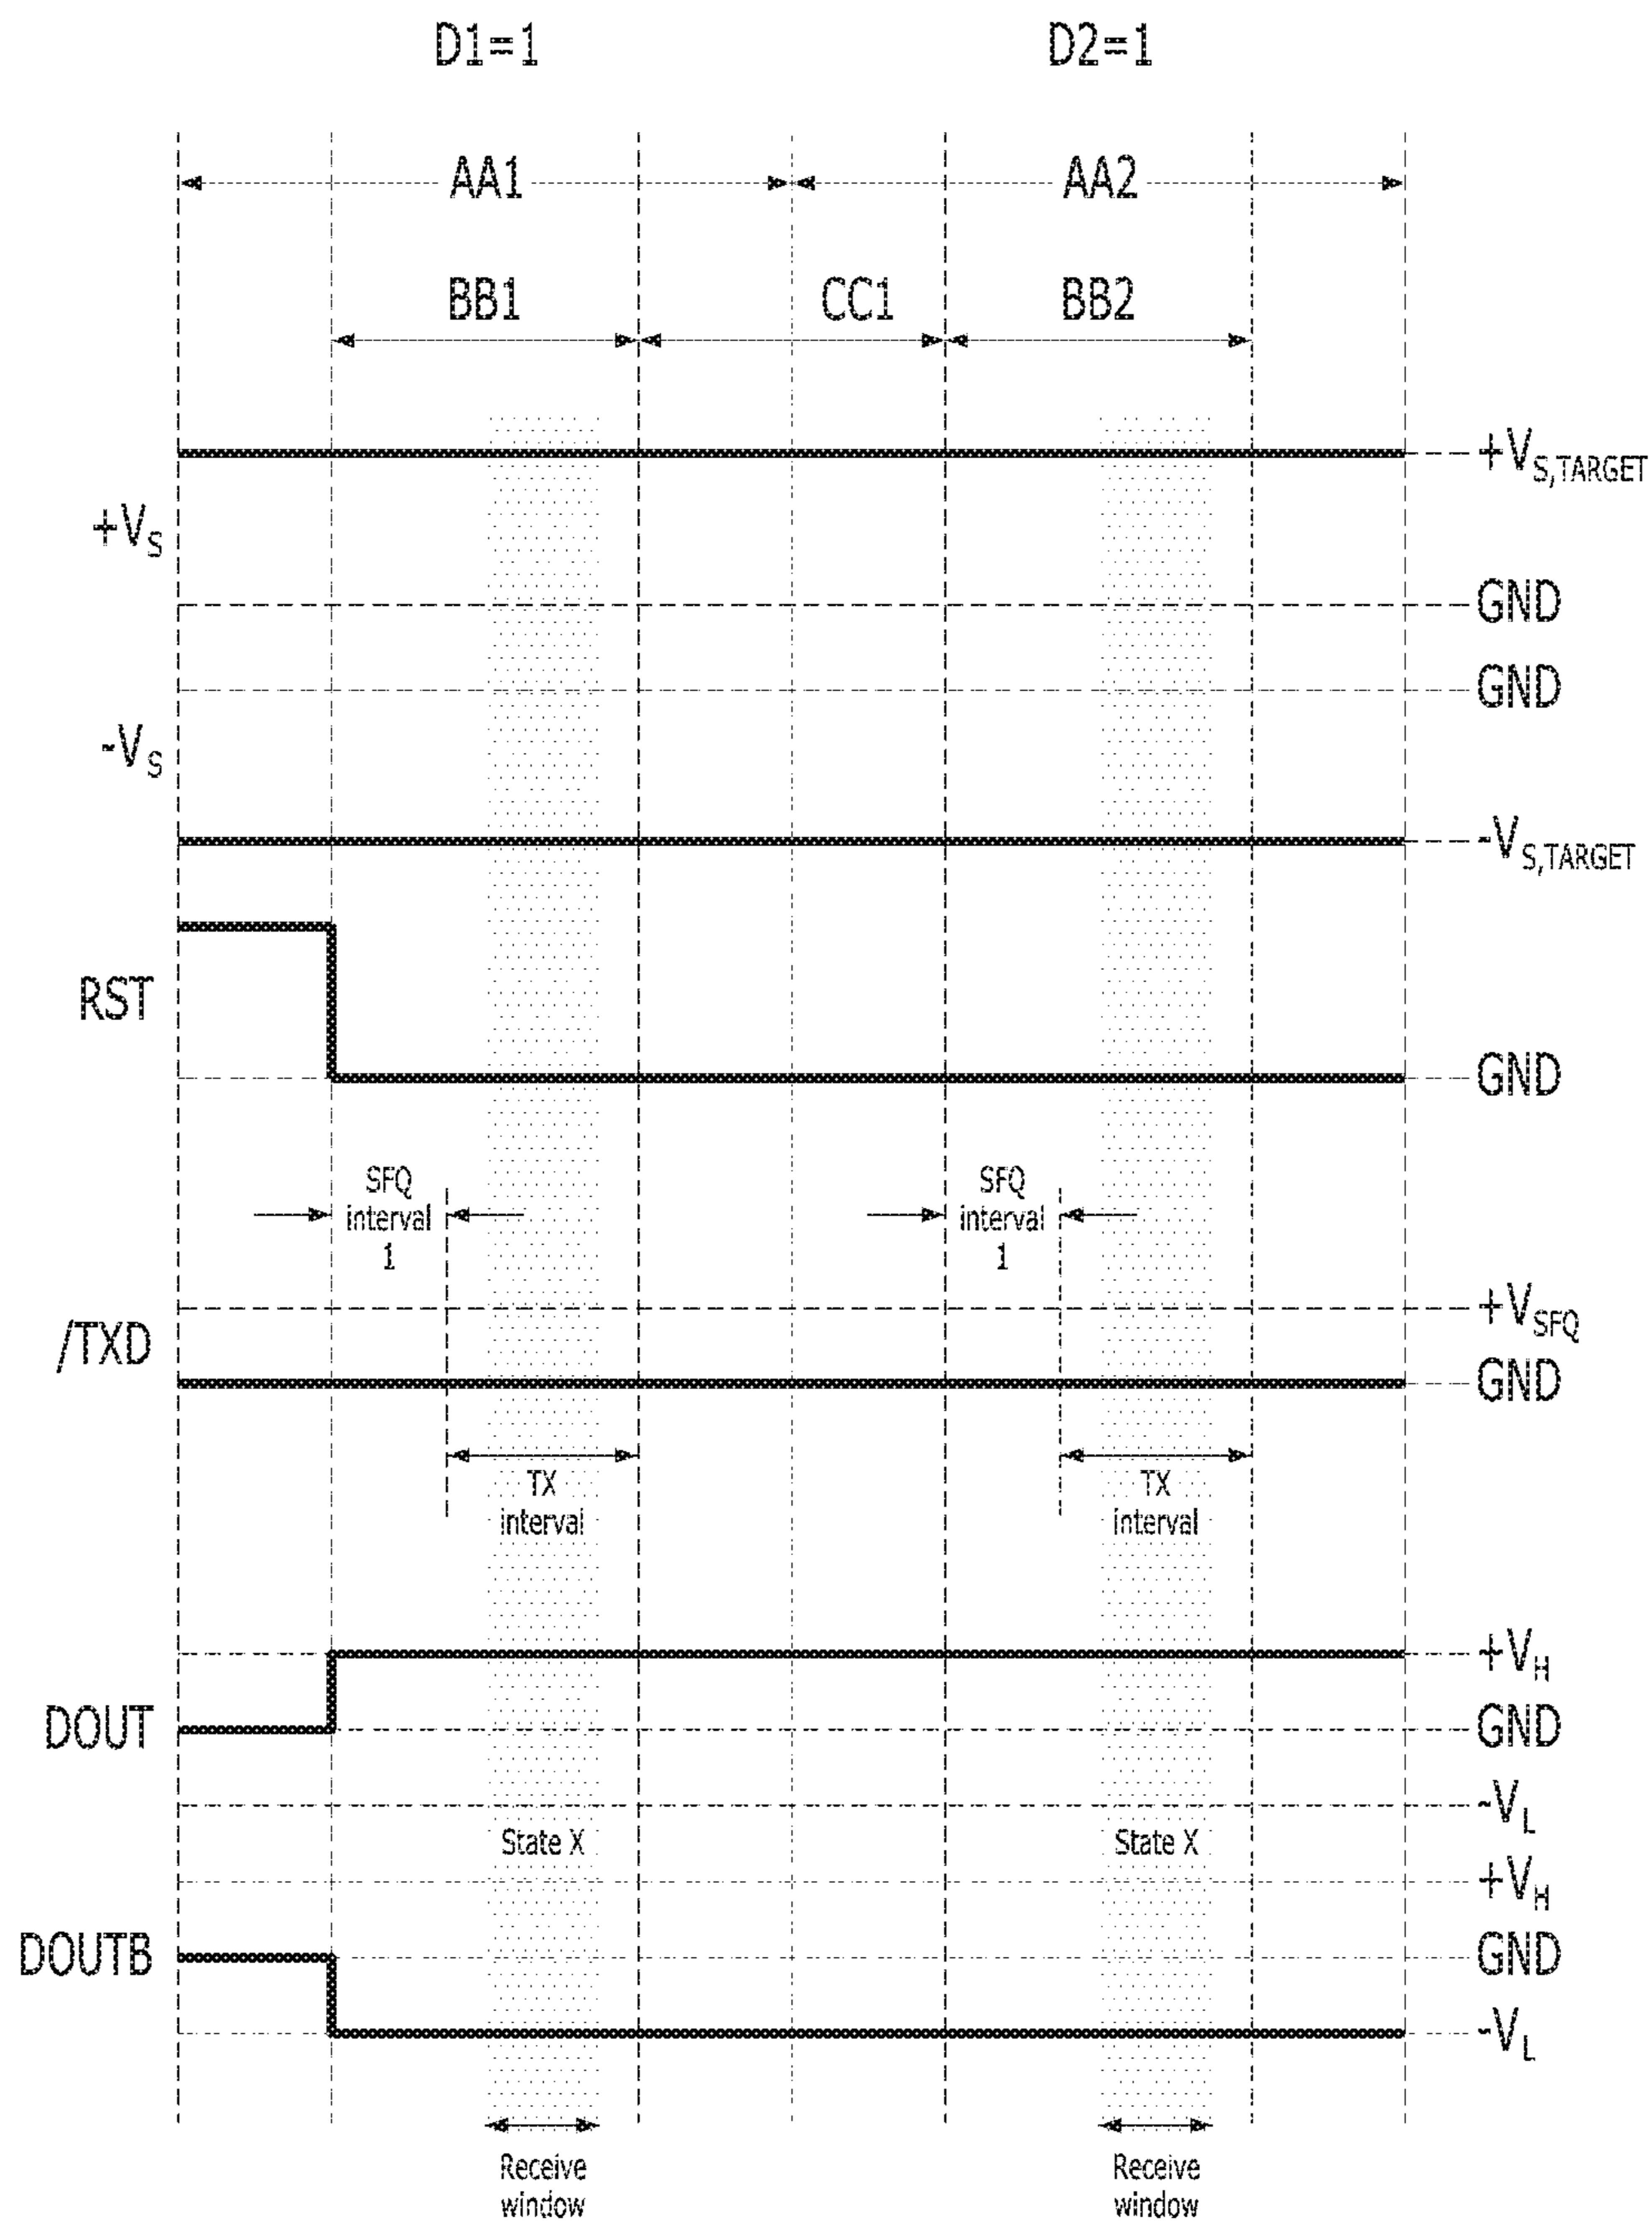 D1=1 D2=1
AA1 AA2
BB1 CC1 BB2
+VS,TARGET
+VS
GND
GND
-VS
-VS,TARGET
RST
GND
SFQ SFQ
interval interval
1 1
+VSFQ
/TXD
GND
TX TX
interval interval
+VH
DOUT GND
-VL
State X State X
+VH
DOUTB GND
-VL
Receive Receive
window window